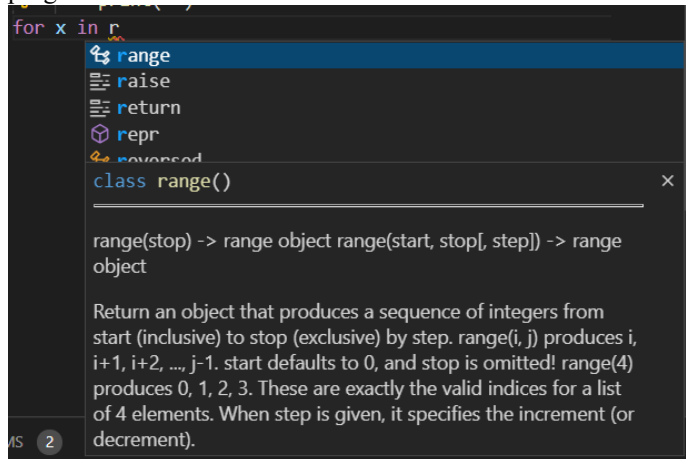 for x in r
range
raise
return
repr
reversed
class range()
range(stop) -> range object range(start, stop[, step]) -> range
object
Return an object that produces a sequence of integers from
start (inclusive) to stop (exclusive) by step. range(i, j) produces i,
i+1, i+2, ..., j-1. start defaults to 0, and stop is omitted! range(4)
produces 0, 1, 2, 3. These are exactly the valid indices for a list
of 4 elements. When step is given, it specifies the increment (or
decrement).
MS 2